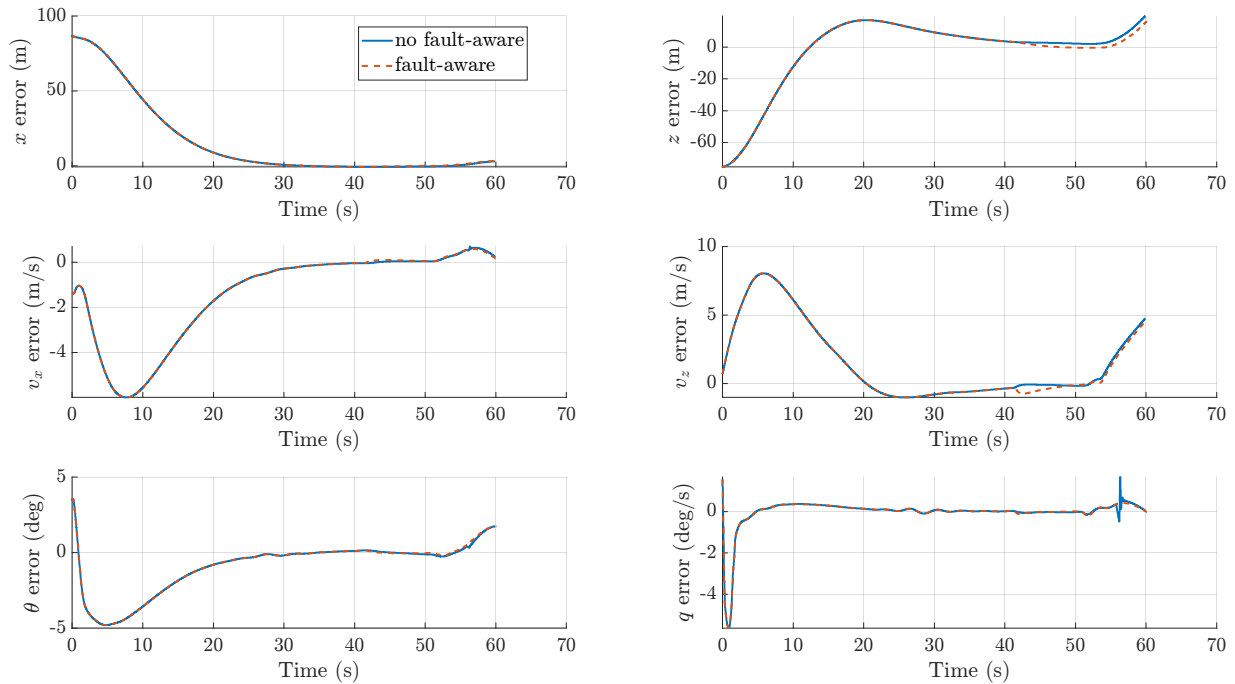 100
50
0
x error (m)
0 10 20 30 40 50 60 70
Time (s)
no fault-aware
fault-aware
0
-20
-40
-60
z error (m)
0 10 20 30 40 50 60 70
Time (s)
0
-2
-4
v_x error (m/s)
0 10 20 30 40 50 60 70
Time (s)
10
5
0
v_z error (m/s)
0 10 20 30 40 50 60 70
Time (s)
5
0
-5
θ error (deg)
0 10 20 30 40 50 60 70
Time (s)
0
-2
-4
q error (deg/s)
0 10 20 30 40 50 60 70
Time (s)